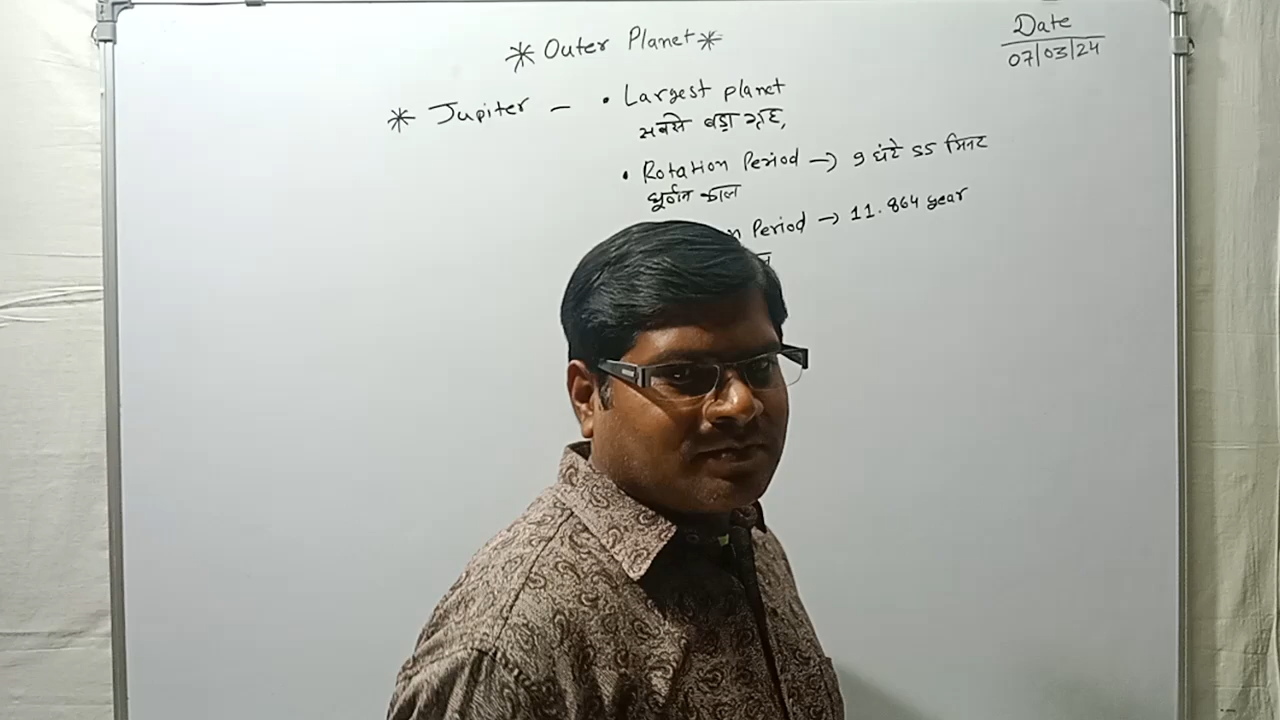 * Outer Planet *
Date
07/03/24
* Jupiter - • Largest planet
सबसे बड़ा ग्रह,
• Rotation Period → 9 घंटे 55 मिनट
घूर्णन काल
n Period → 11.864 year